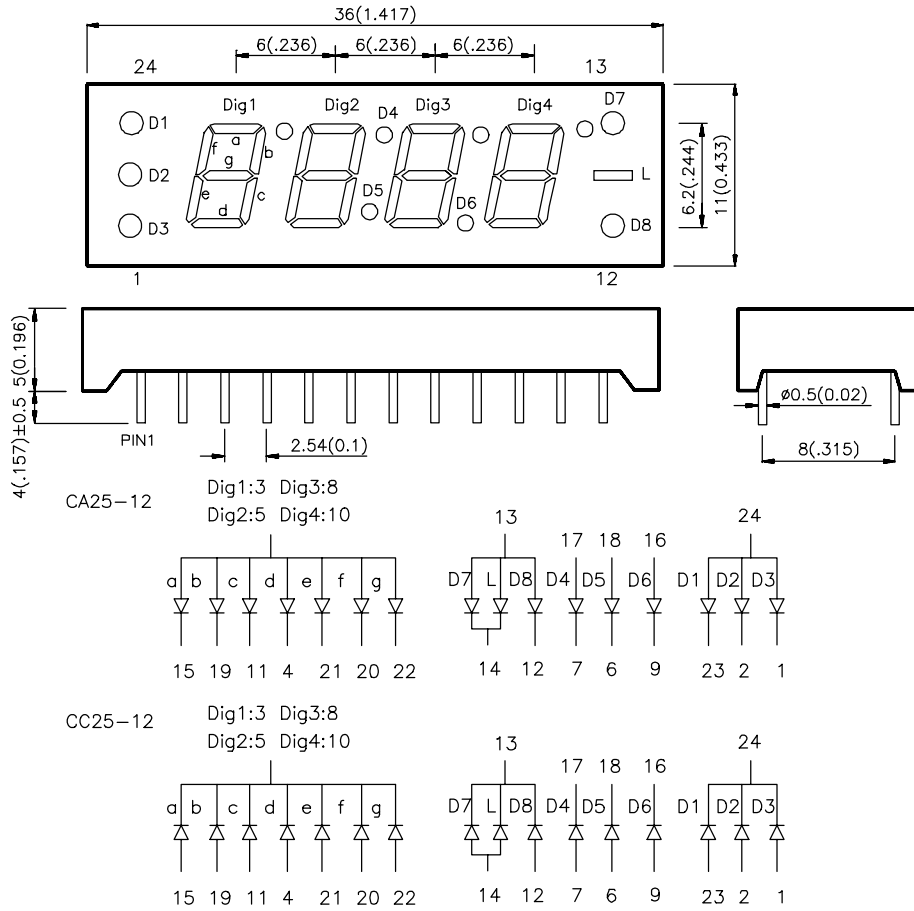 36(1.417)
6(.236) 6(.236) 6(.236)
24 13
Dig1 Dig2 D4 Dig3 Dig4 D7
D1
a
f b
g
D2 L
e c
D5
d D6
D3 D8
6.2(.244)
11(0.433)
1 12
5(0.196)
4(.157)±0.5
PIN1
2.54(0.1)
ø0.5(0.02)
8(.315)
CA25-12
Dig1:3 Dig3:8
Dig2:5 Dig4:10
13 17 18 16 24
a b c d e f g D7 L D8 D4 D5 D6 D1 D2 D3
15 19 11 4 21 20 22 14 12 7 6 9 23 2 1
CC25-12
Dig1:3 Dig3:8
Dig2:5 Dig4:10
13 17 18 16 24
a b c d e f g D7 L D8 D4 D5 D6 D1 D2 D3
15 19 11 4 21 20 22 14 12 7 6 9 23 2 1